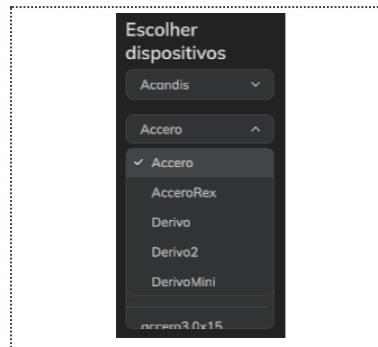 Escolher
dispositivos
Acandis
Accero
Accero
AcceroRex
Derivo
Derivo2
DerivoMini
accero3.0x15